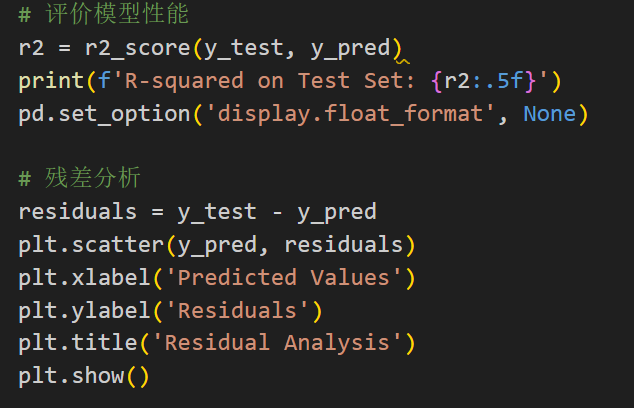 # 评价模型性能
r2 = r2_score(y_test, y_pred)
print(f'R-squared on Test Set: {r2:.5f}')
pd.set_option('display.float_format', None)
# 残差分析
residuals = y_test - y_pred
plt.scatter(y_pred, residuals)
plt.xlabel('Predicted Values')
plt.ylabel('Residuals')
plt.title('Residual Analysis')
plt.show()